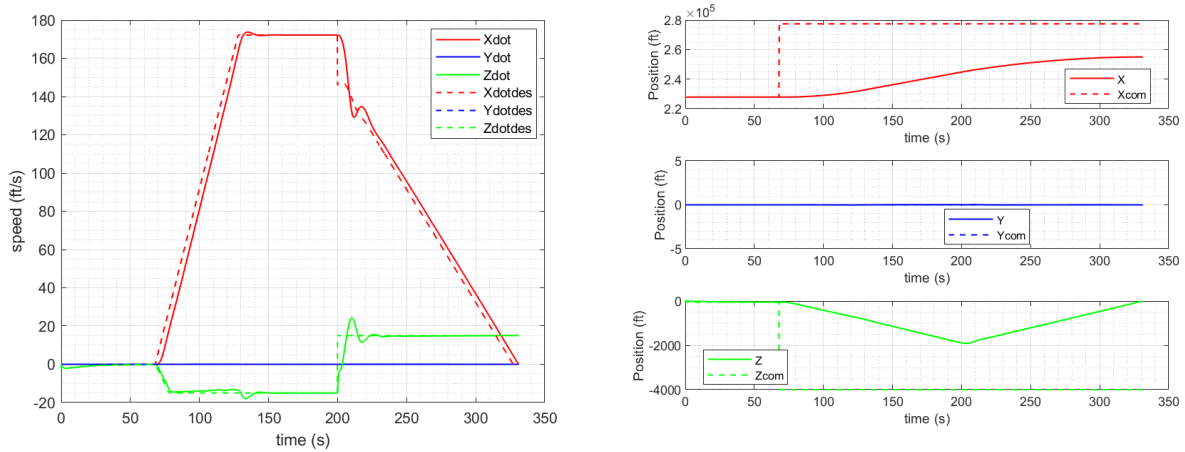 180
160
140
120
100
80
60
40
20
0
-20
0 50 100 150 200 250 300 350
speed (ft/s)
time (s)
Xdot
Ydot
Zdot
Xdotdes
Ydotdes
Zdotdes
×10⁵
2.8
2.6
2.4
2.2
0 50 100 150 200 250 300 350
Position (ft)
time (s)
X
Xcom
5
0
-5
0 50 100 150 200 250 300 350
Position (ft)
time (s)
Y
Ycom
0
-2000
-4000
0 50 100 150 200 250 300 350
Position (ft)
time (s)
Z
Zcom